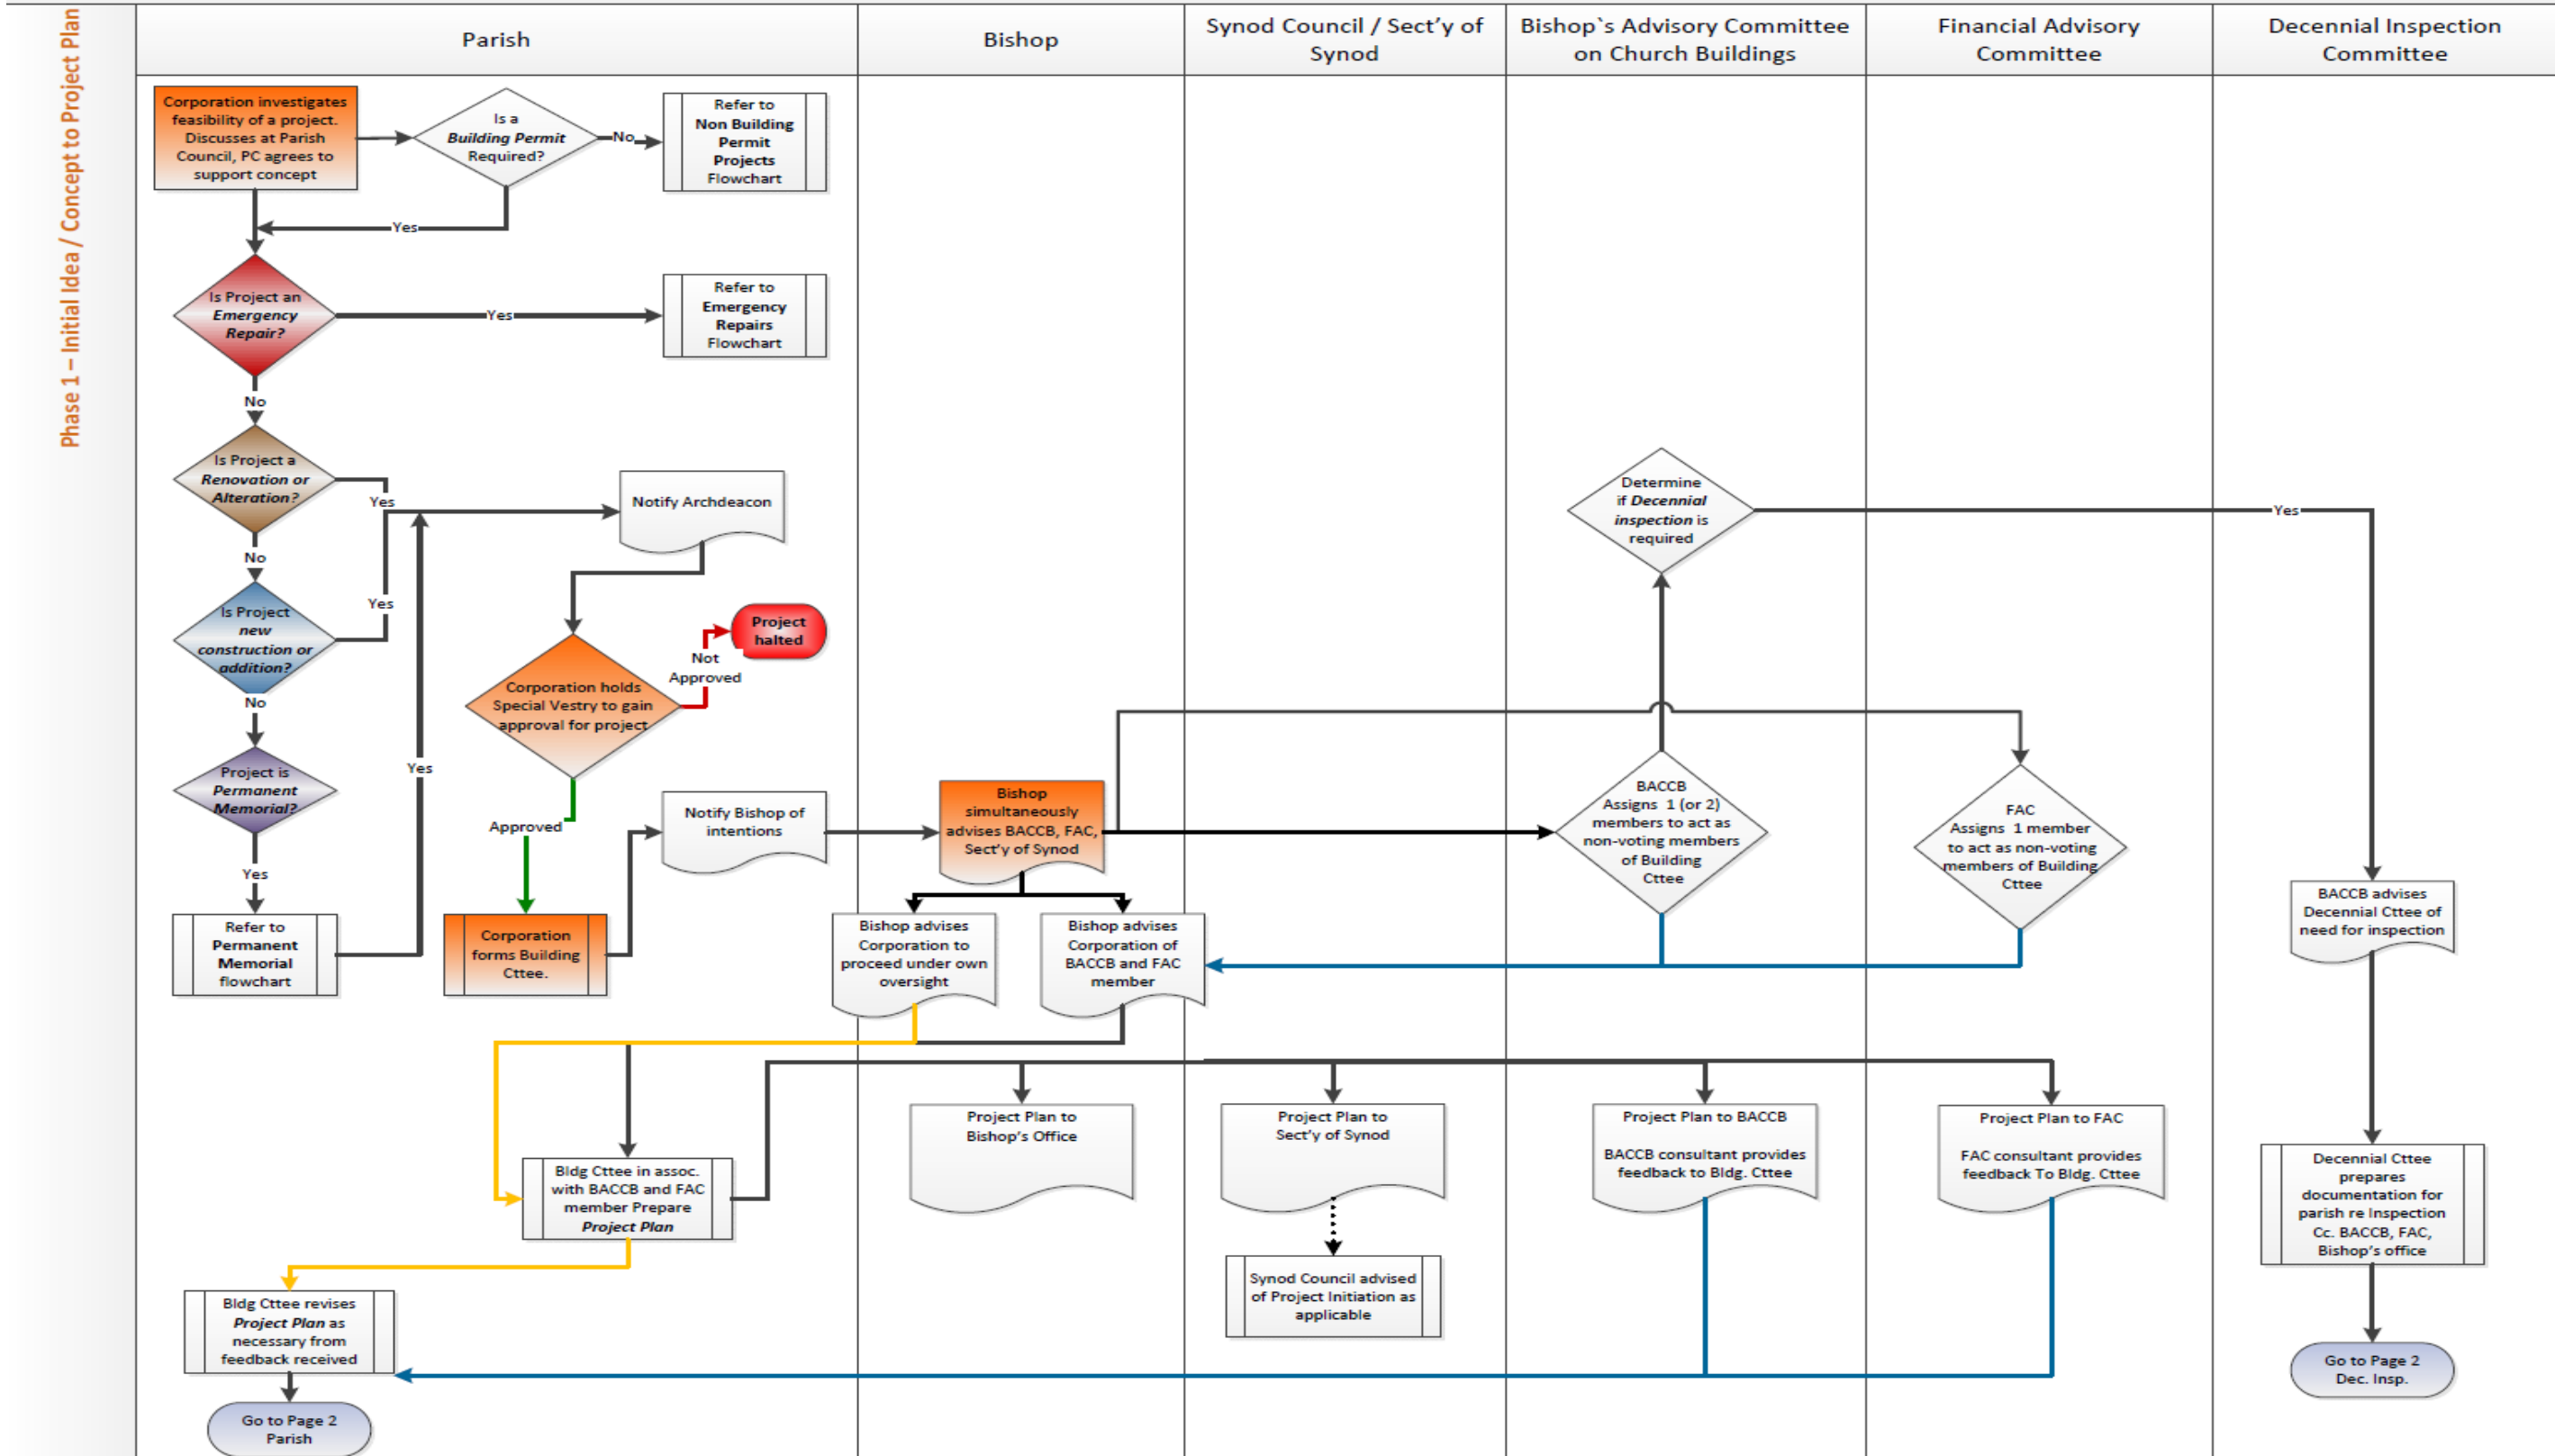 Phase 1 – Initial Idea / Concept to Project Plan
Parish
Bishop
Synod Council / Sect'y of
Synod
Bishop`s Advisory Committee
on Church Buildings
Financial Advisory
Committee
Decennial Inspection
Committee
Corporation investigates
feasibility of a project.
Discusses at Parish
Council, PC agrees to
support concept
Is a
Building Permit
Required?
No
Refer to
Non Building
Permit
Projects
Flowchart
Yes
Is Project an
Emergency
Repair?
Yes
Refer to
Emergency
Repairs
Flowchart
No
Is Project a
Renovation or
Alteration?
Yes
Notify Archdeacon
Determine
if Decennial
inspection is
required
Yes
No
Is Project
new
construction or
addition?
Yes
Project
halted
Not
Approved
Corporation holds
Special Vestry to gain
approval for project
No
Project is
Permanent
Memorial?
Yes
Approved
Notify Bishop of
intentions
Bishop
simultaneously
advises BACCB, FAC,
Sect'y of Synod
BACCB
Assigns 1 (or 2)
members to act as
non-voting members
of Building
Cttee
FAC
Assigns 1 member
to act as non-voting
members of Building
Cttee
Yes
Refer to
Permanent
Memorial
flowchart
Corporation
forms Building
Cttee.
Bishop advises
Corporation to
proceed under own
oversight
Bishop advises
Corporation of
BACCB and FAC
member
BACCB advises
Decennial Cttee of
need for inspection
Bldg Cttee in assoc.
with BACCB and FAC
member Prepare
Project Plan
Project Plan to
Bishop's Office
Project Plan to
Sect'y of Synod
Project Plan to BACCB
BACCB consultant provides
feedback to Bldg. Cttee
Project Plan to FAC
FAC consultant provides
feedback To Bldg. Cttee
Decennial Cttee
prepares
documentation for
parish re Inspection
Cc. BACCB, FAC,
Bishop's office
Synod Council advised
of Project Initiation as
applicable
Bldg Cttee revises
Project Plan as
necessary from
feedback received
Go to Page 2
Parish
Go to Page 2
Dec. Insp.